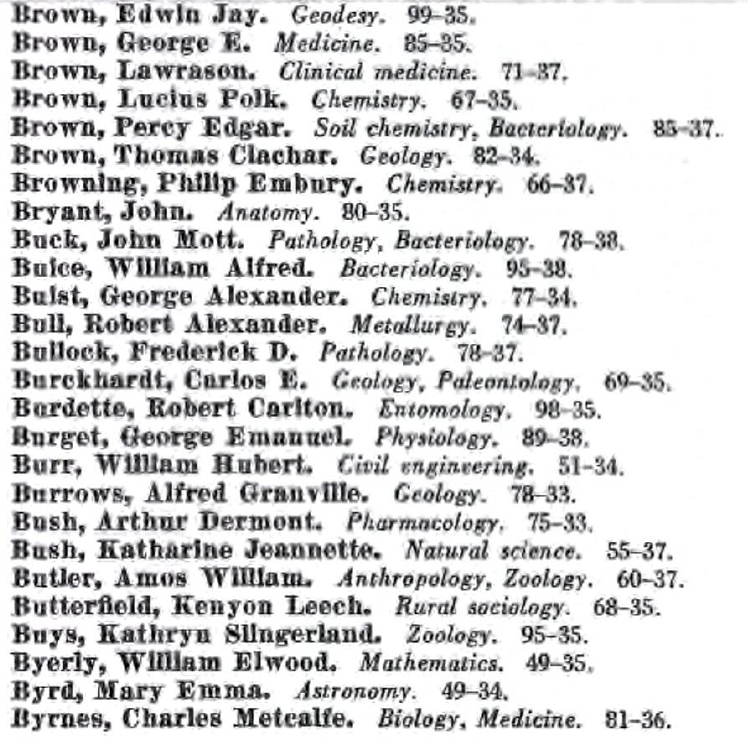 Brown, Edwin Jay. Geodesy. 99–35.
Brown, George E. Medicine. 85–35.
Brown, Lawrason. Clinical medicine. 71–37.
Brown, Lucius Polk. Chemistry. 67–35.
Brown, Percy Edgar. Soil chemistry, Bacteriology. 85–37.
Brown, Thomas Clachar. Geology. 82–34.
Browning, Philip Embury. Chemistry. 66–37.
Bryant, John. Anatomy. 80–35.
Buck, John Mott. Pathology, Bacteriology. 78–38.
Buice, William Alfred. Bacteriology. 95–38.
Buist, George Alexander. Chemistry. 77–34.
Bull, Robert Alexander. Metallurgy. 74–37.
Bullock, Frederick D. Pathology. 78–37.
Burckhardt, Carlos E. Geology, Paleontology. 69–35.
Burdette, Robert Carlton. Entomology. 98–35.
Burget, George Emanuel. Physiology. 89–38.
Burr, William Hubert. Civil engineering. 51–34.
Burrows, Alfred Granville. Geology. 78–33.
Bush, Arthur Dermont. Pharmacology. 75–33.
Bush, Katharine Jeannette. Natural science. 55–37.
Butler, Amos William. Anthropology, Zoology. 60–37.
Butterfield, Kenyon Leech. Rural sociology. 68–35.
Buys, Kathryn Slingerland. Zoology. 95–35.
Byerly, William Elwood. Mathematics. 49–35.
Byrd, Mary Emma. Astronomy. 49–34.
Byrnes, Charles Metcalfe. Biology, Medicine. 81–36.